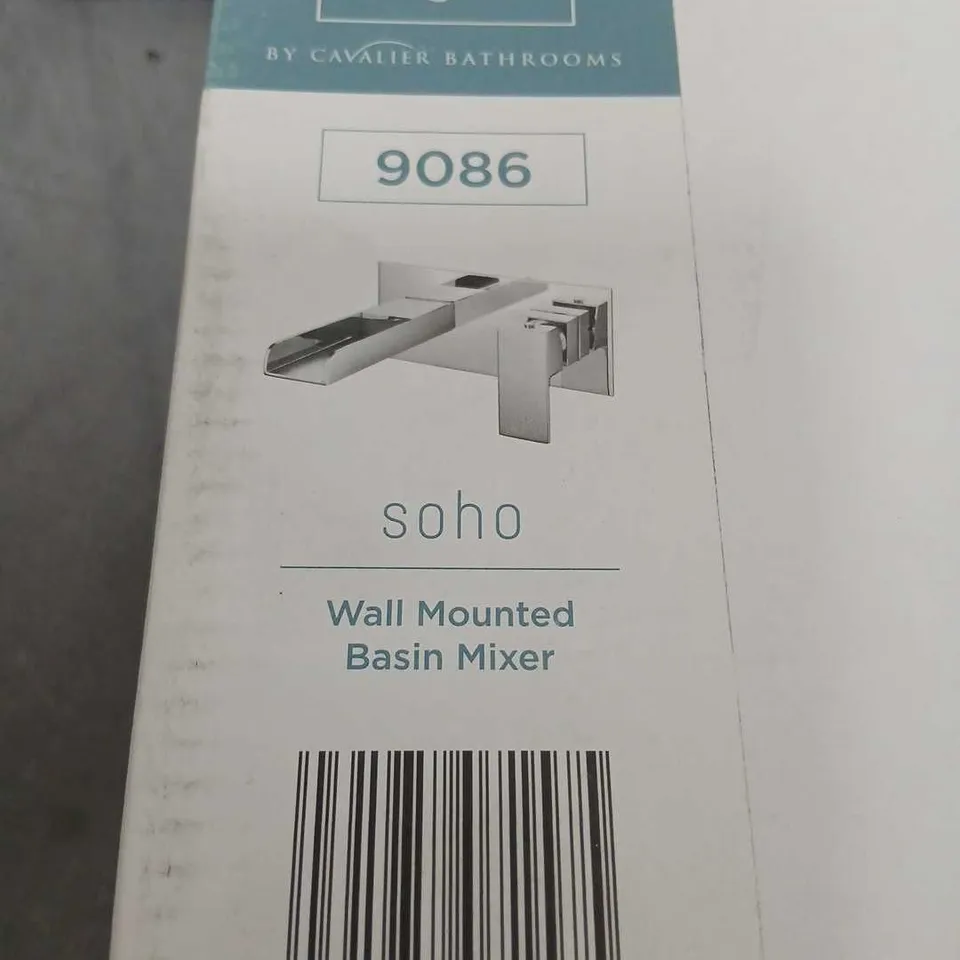 BY CAVALIER BATHROOMS
9086
soho
Wall Mounted
Basin Mixer